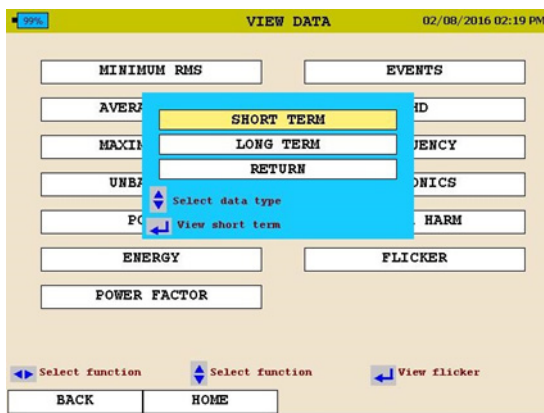 99% VIEW DATA 02/08/2016 02:19 PM
MINIMUM RMS EVENTS
SHORT TERM
LONG TERM
RETURN
Select data type
View short term
HARM
ENERGY FLICKER
POWER FACTOR
Select function Select function View flicker
BACK HOME